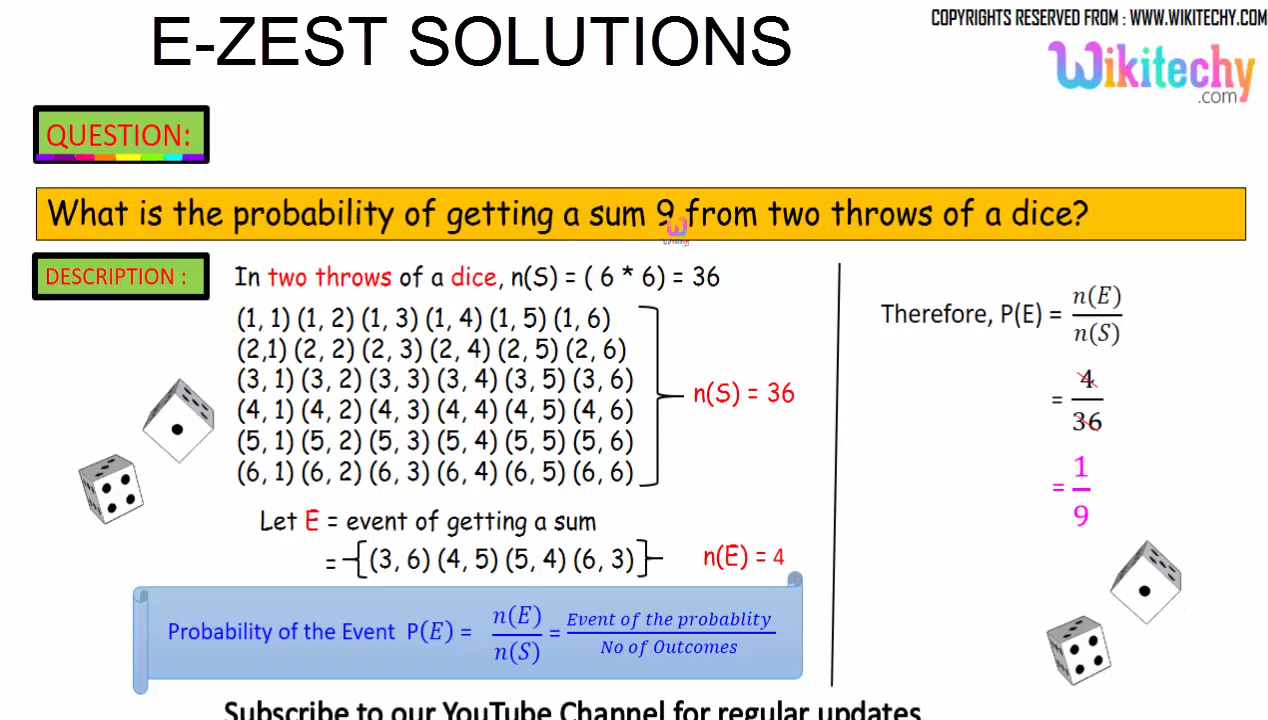 COPYRIGHTS RESERVED FROM : WWW.WIKITECHY.COM
E-ZEST SOLUTIONS
Wikitechy
.com
QUESTION:
What is the probability of getting a sum 9 from two throws of a dice?
DESCRIPTION :
In two throws of a dice, n(S) = ( 6 * 6) = 36
(1, 1) (1, 2) (1, 3) (1, 4) (1, 5) (1, 6)
(2,1) (2, 2) (2, 3) (2, 4) (2, 5) (2, 6)
(3, 1) (3, 2) (3, 3) (3, 4) (3, 5) (3, 6)
(4, 1) (4, 2) (4, 3) (4, 4) (4, 5) (4, 6)
(5, 1) (5, 2) (5, 3) (5, 4) (5, 5) (5, 6)
(6, 1) (6, 2) (6, 3) (6, 4) (6, 5) (6, 6)
n(S) = 36
Let E = event of getting a sum
= {(3, 6) (4, 5) (5, 4) (6, 3)}
n(E) = 4
Probability of the Event P(E) = n(E)/n(S) = Event of the probablity/No of Outcomes
Therefore, P(E) = n(E)/n(S)
= 4/36
= 1/9
Subscribe to our YouTube Channel for regular updates